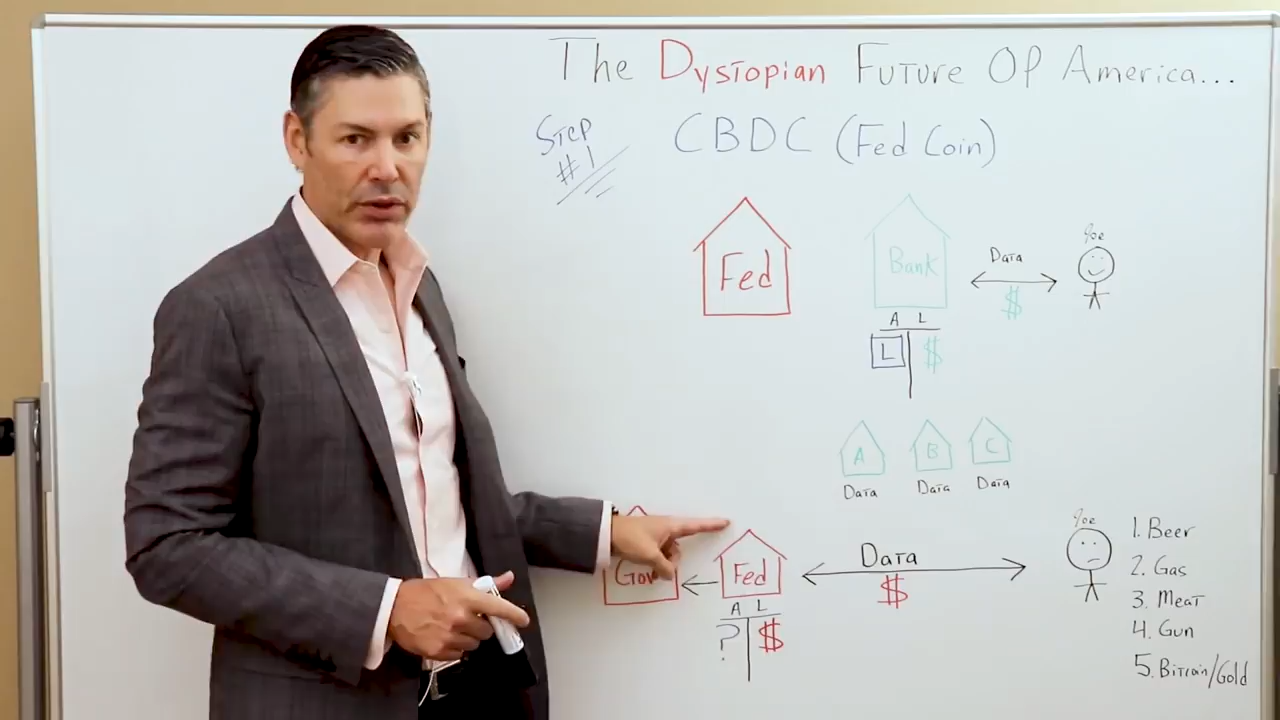 The Dystopian Future Of America...
Step
#1
CBDC (Fed Coin)
Fed
Bank
Data
$
Joe
A L
L $
A B C
Data Data Data
Gov
Fed
Data
$
Joe
A L
? $
1. Beer
2. Gas
3. Meat
4. Gun
5. Bitcoin/Gold